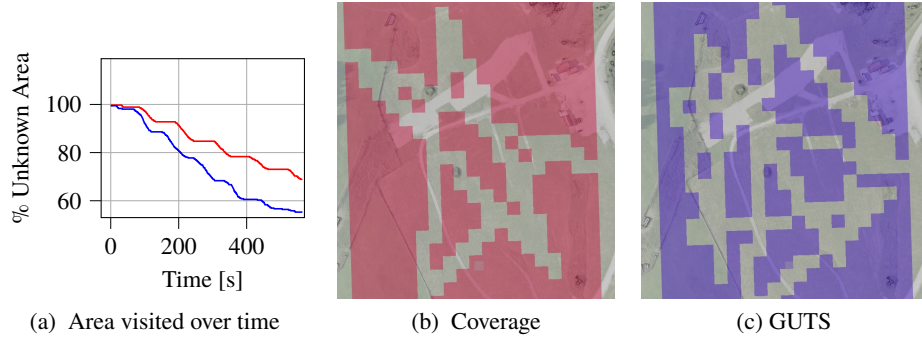 % Unknown Area
100
80
60
0
200
400
Time [s]
(a) Area visited over time
(b) Coverage
(c) GUTS